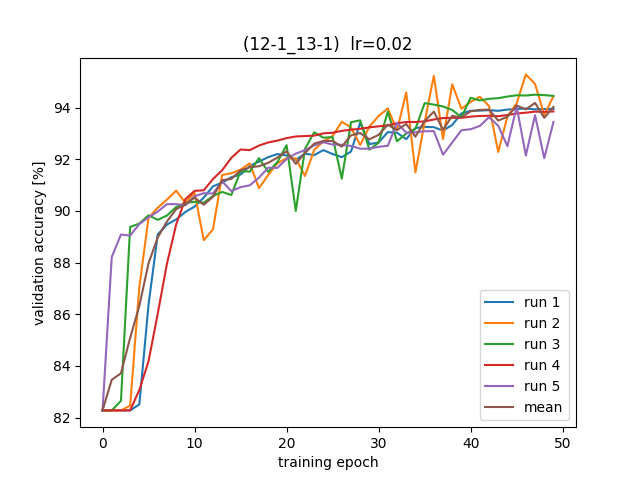 (12-1_13-1)  lr=0.02
validation accuracy [%]
94
92
90
88
86
84
82
0
10
20
30
40
50
training epoch
run 1
run 2
run 3
run 4
run 5
mean